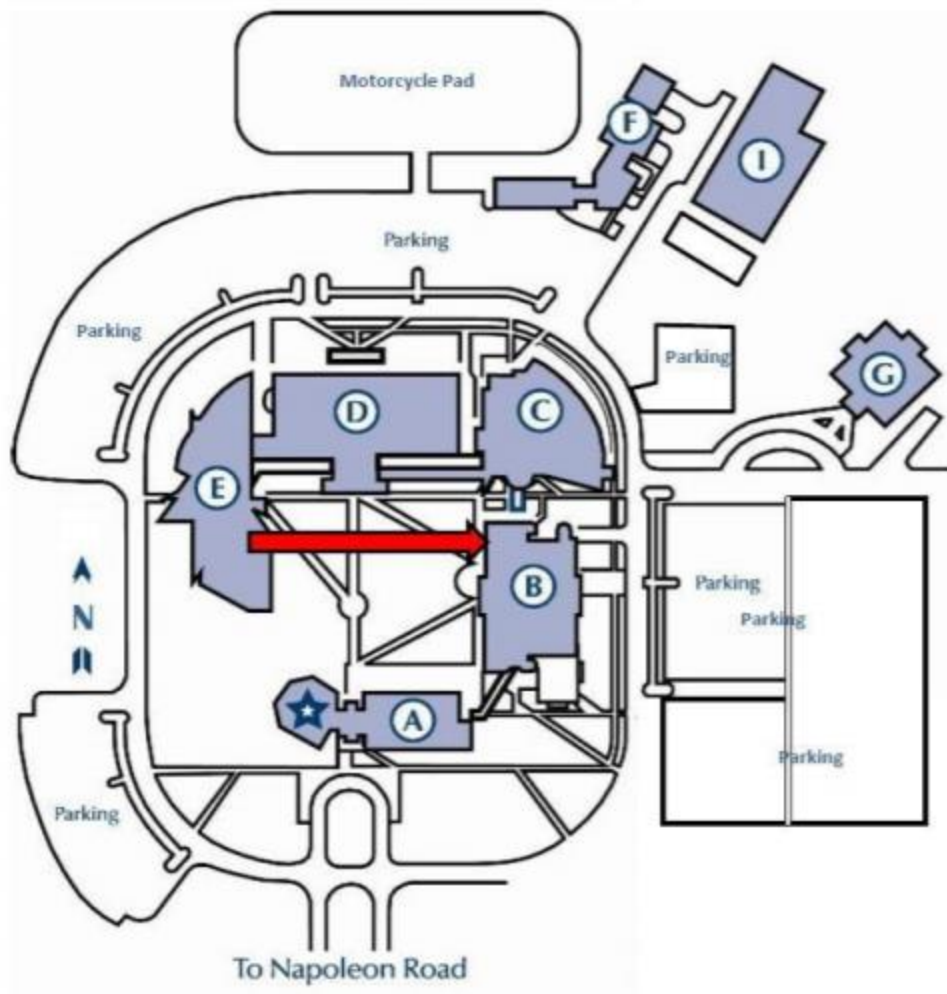 Motorcycle Pad
F
I
Parking
Parking
Parking
G
D
C
E
Parking
B
Parking
N
A
Parking
Parking
To Napoleon Road